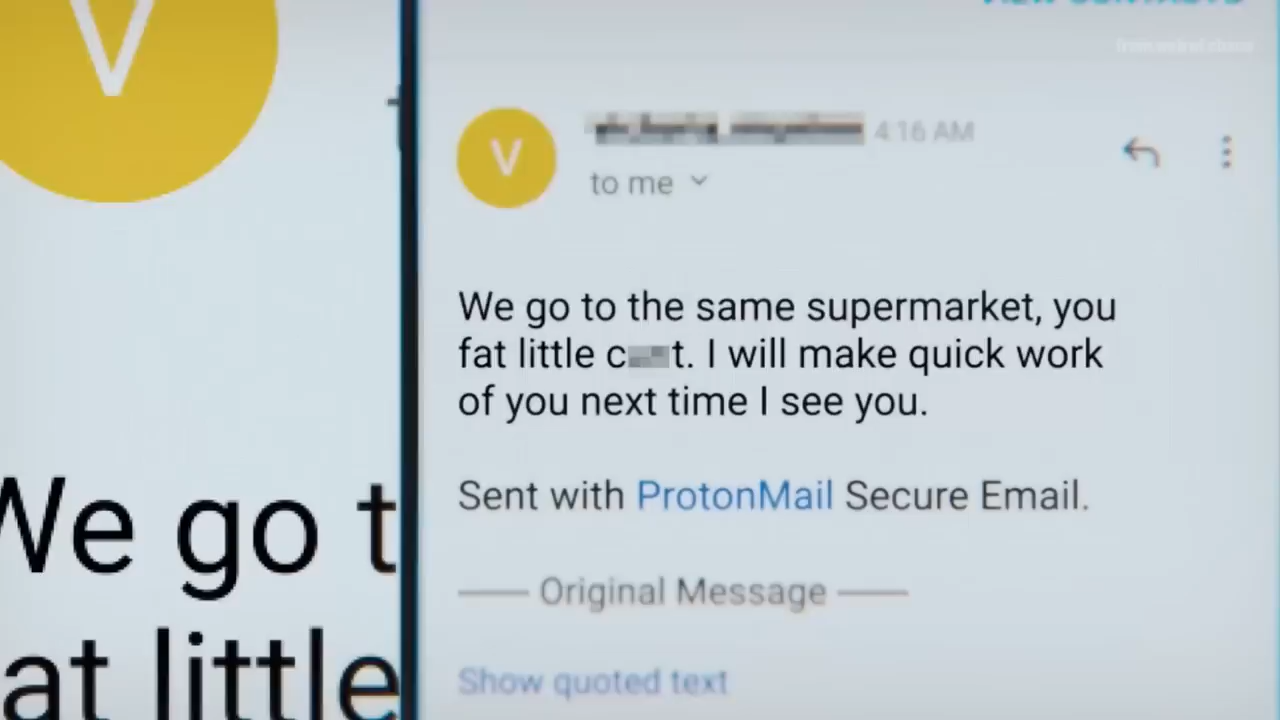 V
We go t
at little
V
4:16 AM
to me
We go to the same supermarket, you
fat little c t. I will make quick work
of you next time I see you.
Sent with ProtonMail Secure Email.
Original Message
Show quoted text